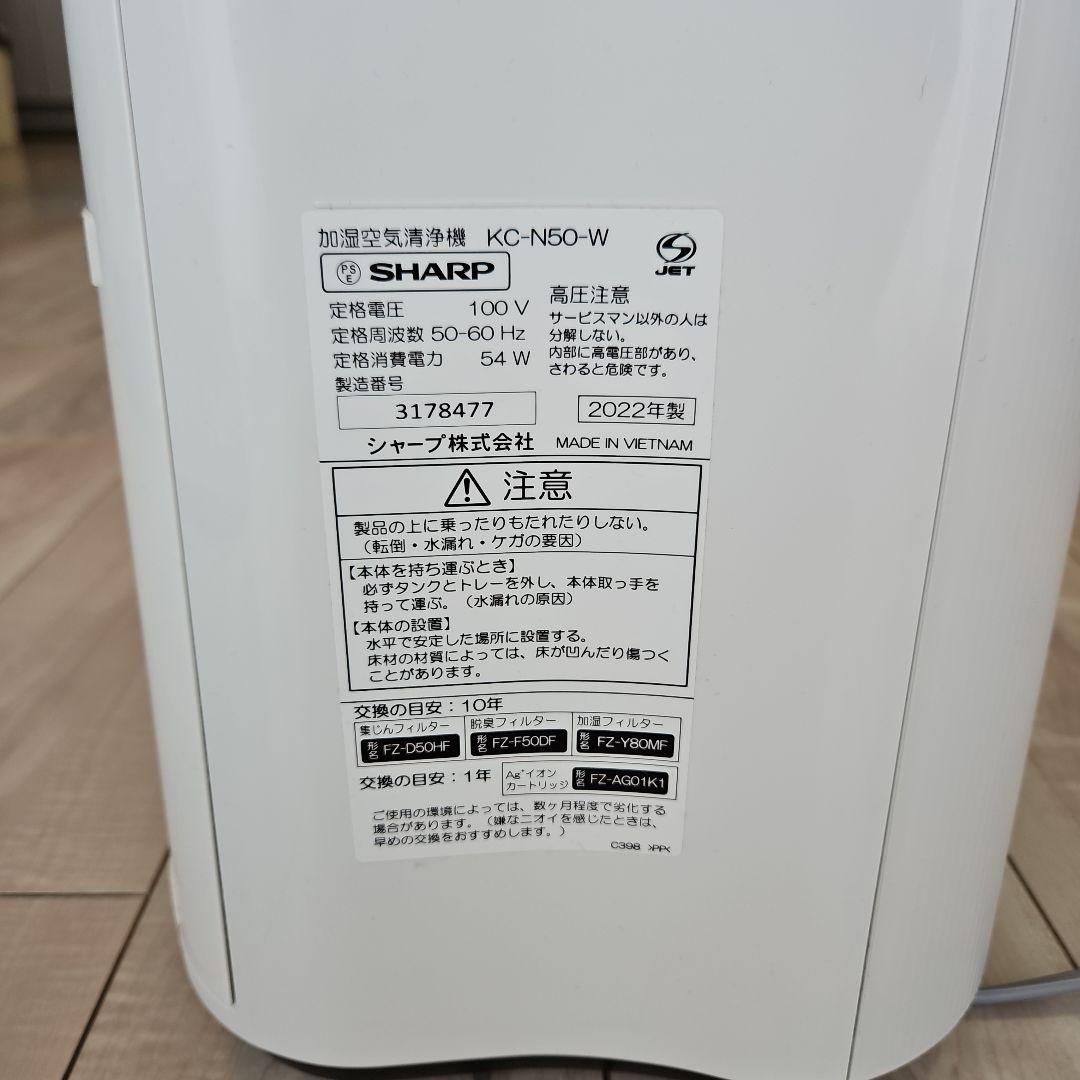 加湿空気清浄機 KC-N50-W
PSE SHARP
JET
定格電圧 100 V
定格周波数 50-60 Hz
定格消費電力 54 W
製造番号
3178477
高圧注意
サービスマン以外の人は
分解しない。
内部に高電圧部があり、
さわると危険です。
2022年製
シャープ株式会社 MADE IN VIETNAM
注意
製品の上に乗ったりもたれたりしない。
（転倒・水漏れ・ケガの要因）
【本体を持ち運ぶとき】
必ずタンクとトレーを外し、本体取っ手を
持って運ぶ。（水漏れの原因）
【本体の設置】
水平で安定した場所に設置する。
床材の材質によっては、床が凹んだり傷つく
ことがあります。
交換の目安：10年
集じんフィルター 形名 FZ-D50HF
脱臭フィルター 形名 FZ-F50DF
加湿フィルター 形名 FZ-Y80MF
交換の目安：1年
Ag⁺イオン
カートリッジ 形名 FZ-AG01K1
ご使用の環境によっては、数ヶ月程度で劣化する
場合があります。（嫌なニオイを感じたときは、
早めの交換をおすすめします。）
C398 >PP<